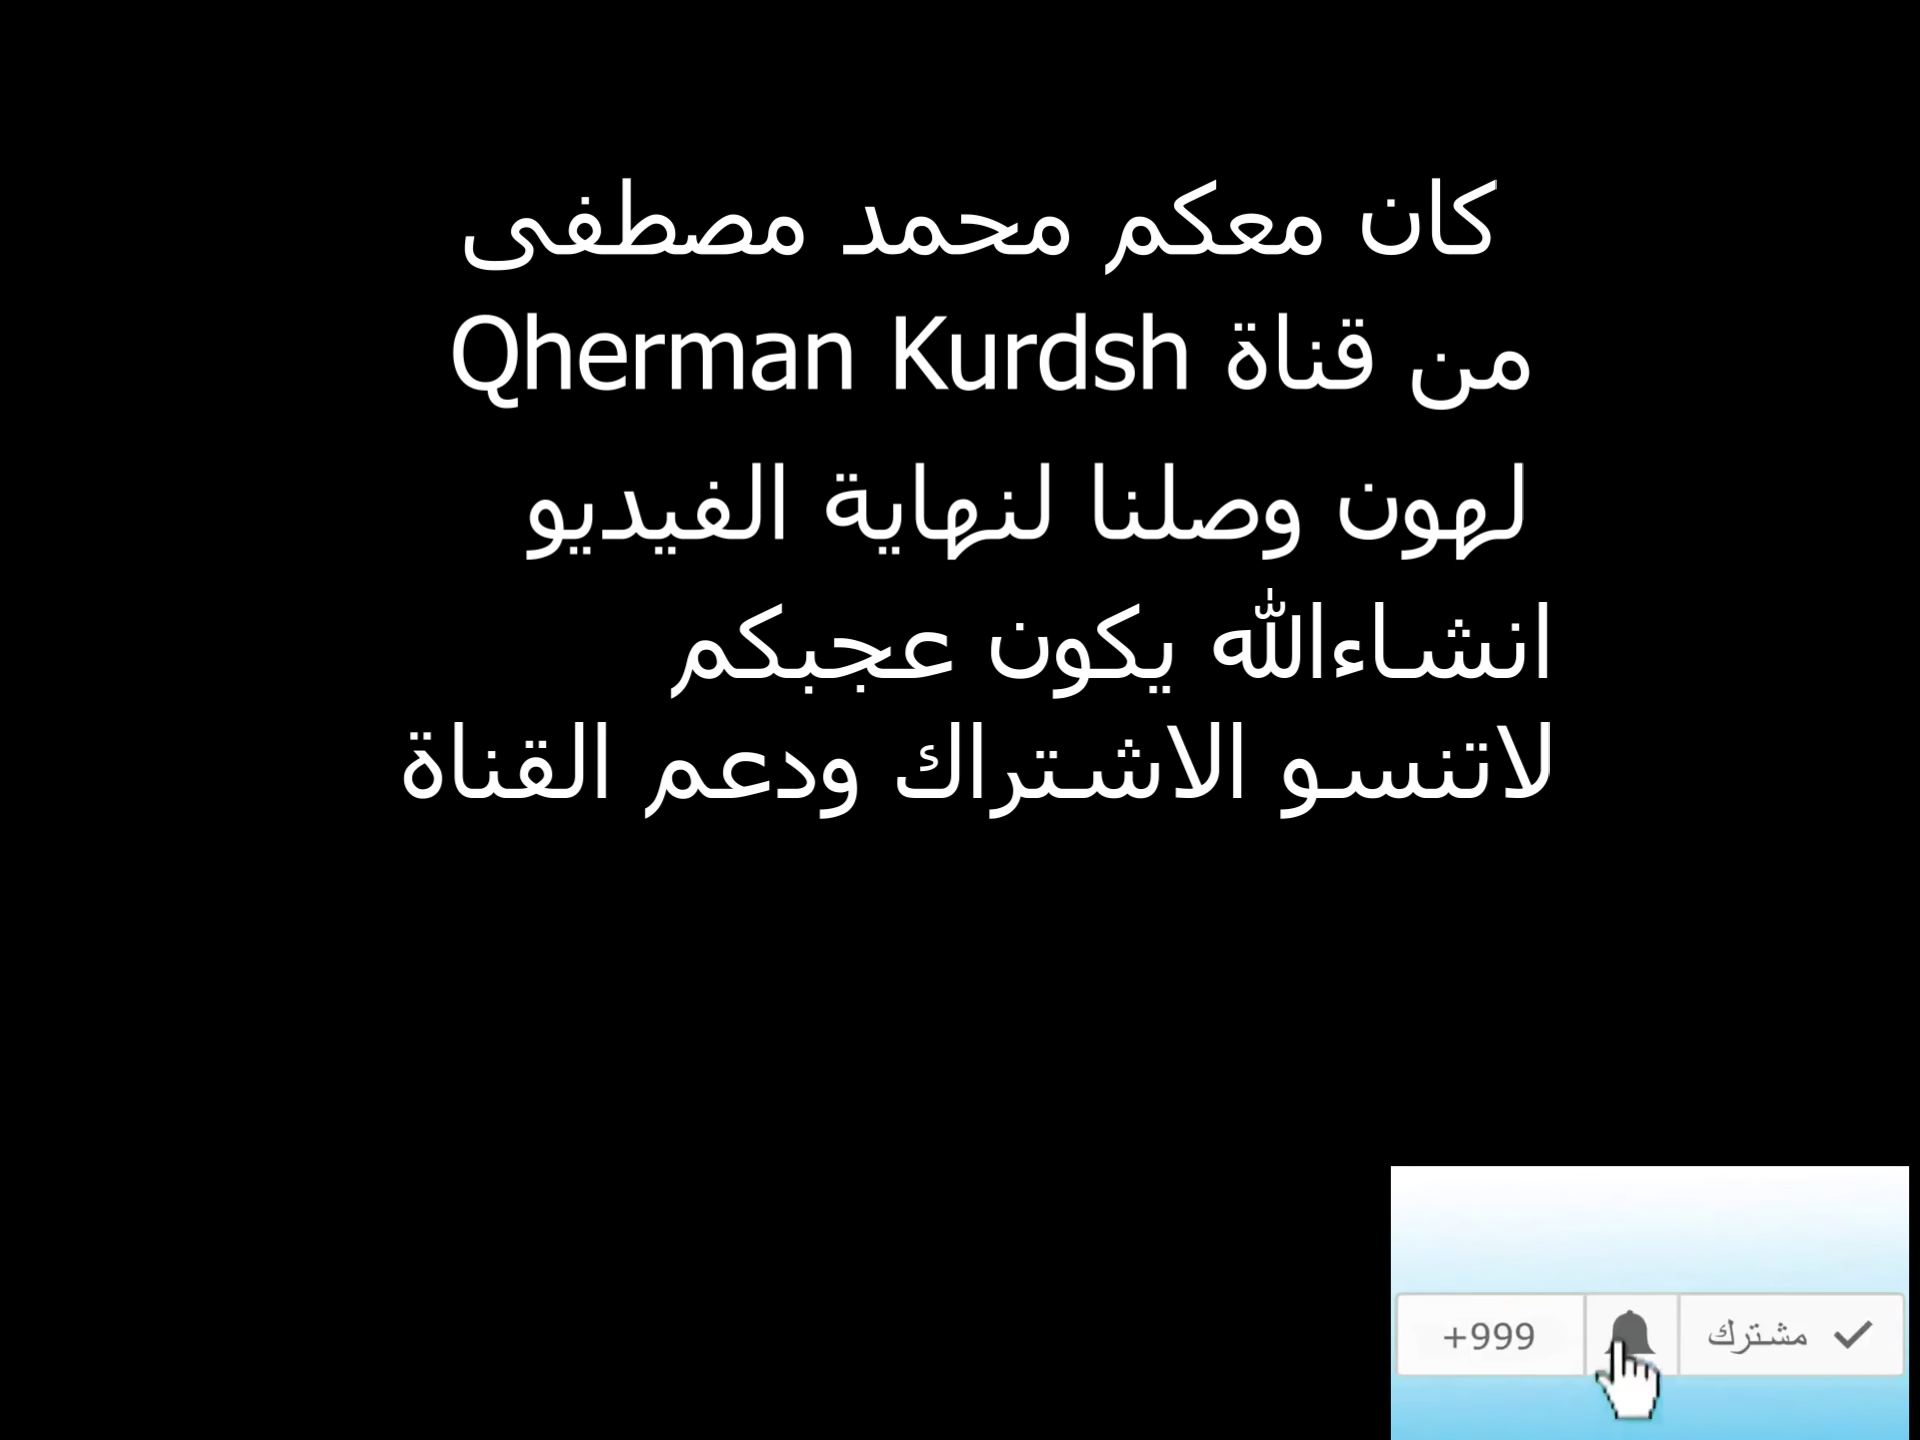 كان معكم محمد مصطفى
من قناة Qherman Kurdsh
لهون وصلنا لنهاية الفيديو
انشاءالله يكون عجبكم
لاتنسو الاشتراك ودعم القناة
مشترك +999